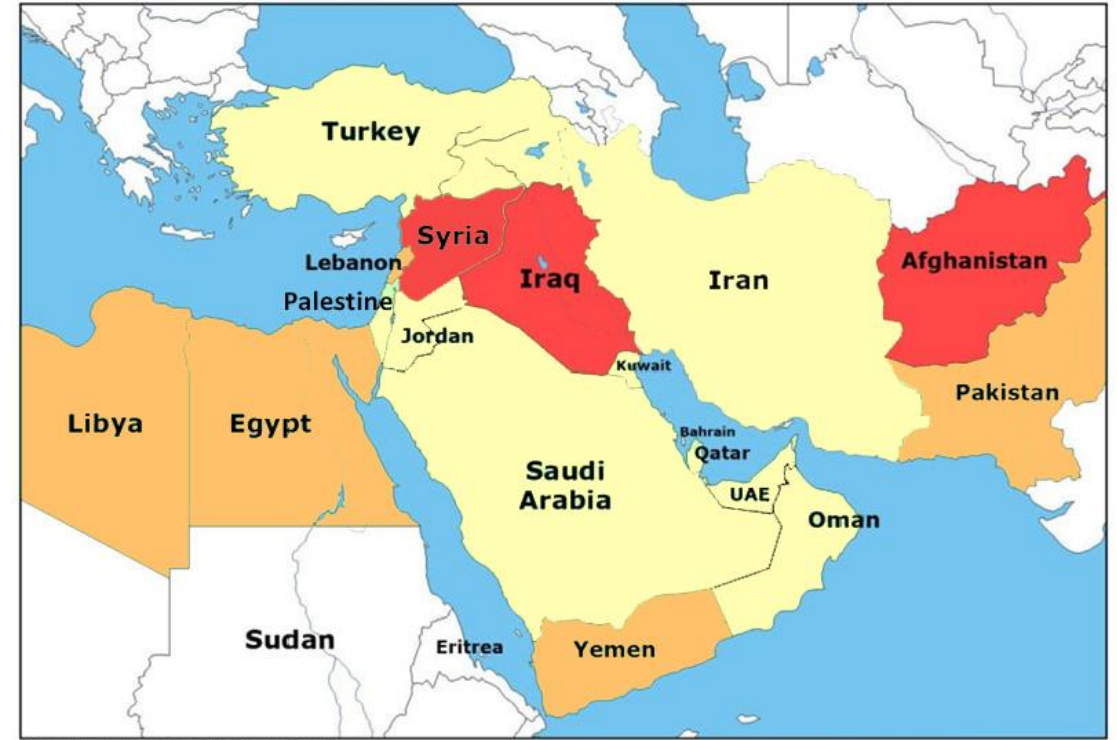 Turkey
Syria
Lebanon
Iraq
Iran
Afghanistan
Palestine
Jordan
Kuwait
Pakistan
Libya
Egypt
Bahrain
Qatar
Saudi
Arabia
UAE
Oman
Sudan
Eritrea
Yemen